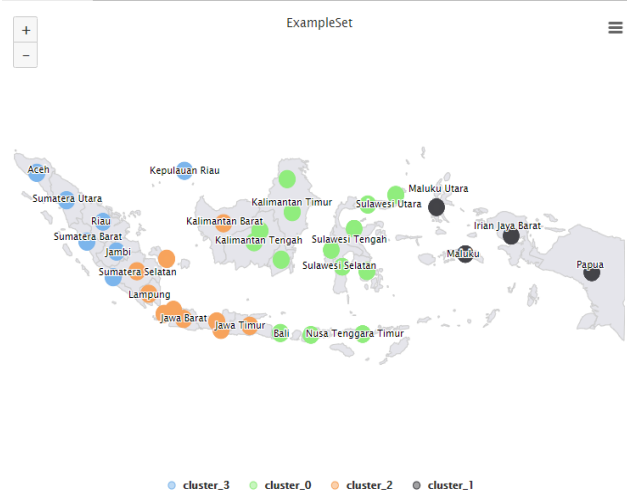 ExampleSet
+
−
Aceh
Kepulauan Riau
Sumatera Utara
Maluku Utara
Kalimantan Timur
Sulawesi Utara
Riau
Kalimantan Barat
Irian Jaya Barat
Sumatera Barat
Kalimantan Tengah
Sulawesi Tengah
Jambi
Maluku
Papua
Sumatera Selatan
Sulawesi Selatan
Lampung
Jawa Barat
Jawa Timur
Bali
Nusa Tenggara Timur
cluster_3
cluster_0
cluster_2
cluster_1